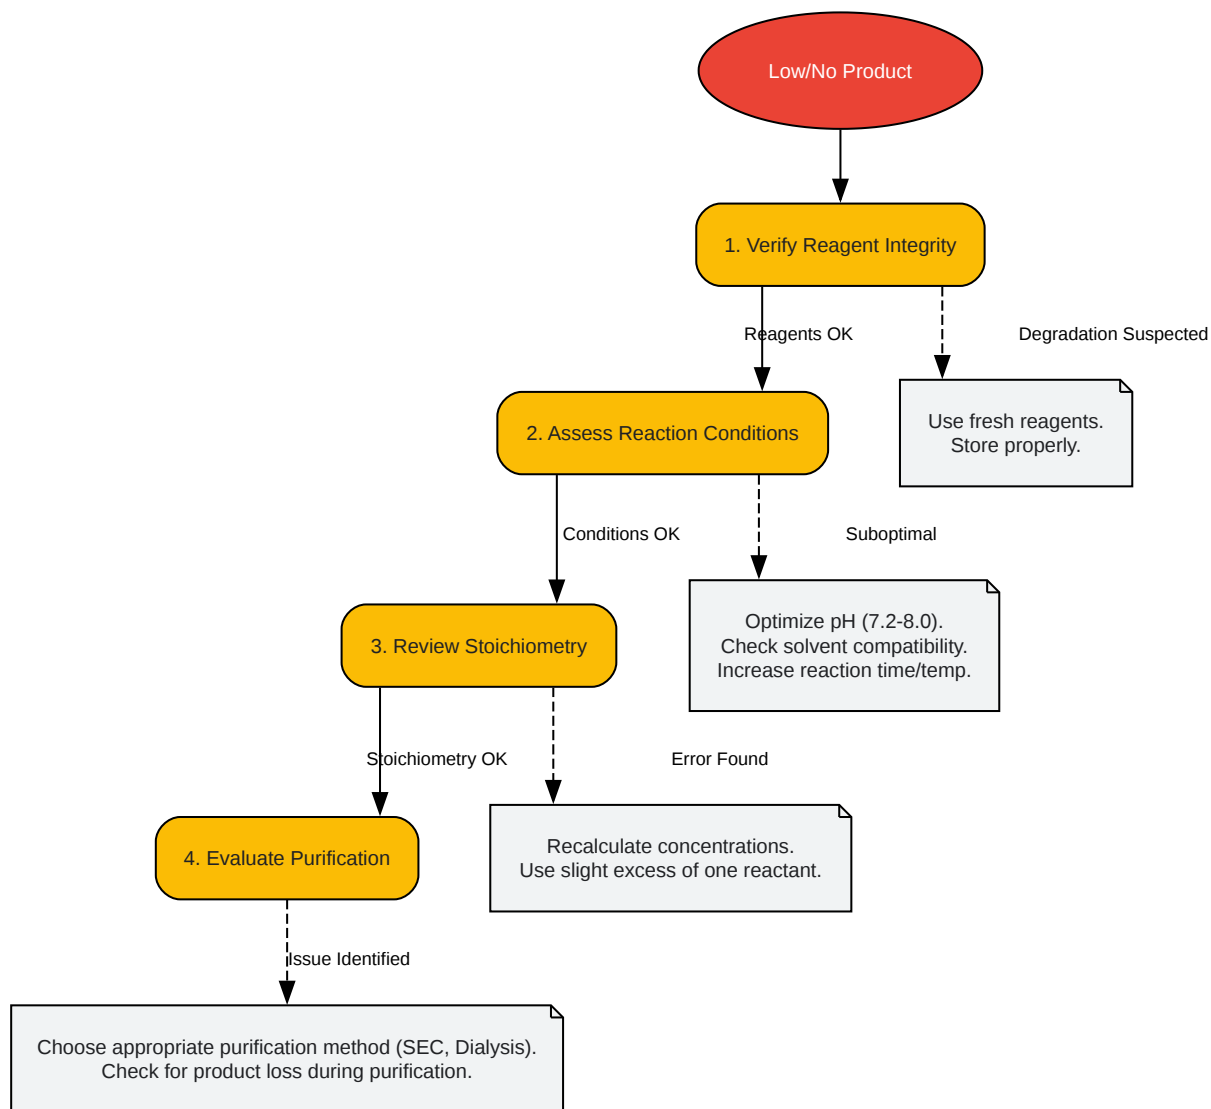 Low/No Product
1. Verify Reagent Integrity
Reagents OK
Degradation Suspected
Use fresh reagents.
Store properly.
2. Assess Reaction Conditions
Conditions OK
Suboptimal
Optimize pH (7.2-8.0).
Check solvent compatibility.
Increase reaction time/temp.
3. Review Stoichiometry
Stoichiometry OK
Error Found
Recalculate concentrations.
Use slight excess of one reactant.
4. Evaluate Purification
Issue Identified
Choose appropriate purification method (SEC, Dialysis).
Check for product loss during purification.